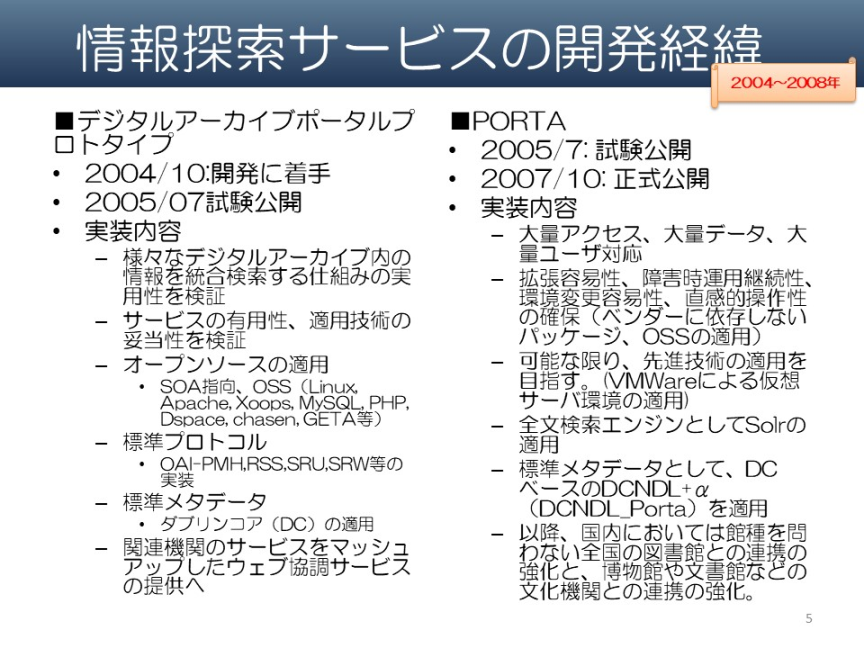 情報探索サービスの開発経緯
2004～2008年
■デジタルアーカイブポータルプ
ロトタイプ
• 2004/10:開発に着手
• 2005/07試験公開
• 実装内容
– 様々なデジタルアーカイブ内の
情報を統合検索する仕組みの実
用性を検証
– サービスの有用性、適用技術の
妥当性を検証
– オープンソースの適用
• SOA指向、OSS（Linux,
Apache, Xoops, MySQL, PHP,
Dspace, chasen, GETA等）
– 標準プロトコル
• OAI-PMH,RSS,SRU,SRW等の
実装
– 標準メタデータ
• ダブリンコア（DC）の適用
– 関連機関のサービスをマッシュ
アップしたウェブ協調サービス
の提供へ
■PORTA
• 2005/7: 試験公開
• 2007/10: 正式公開
• 実装内容
– 大量アクセス、大量データ、大
量ユーザ対応
– 拡張容易性、障害時運用継続性、
環境変更容易性、直感的操作性
の確保（ベンダーに依存しない
パッケージ、OSSの適用）
– 可能な限り、先進技術の適用を
目指す。(VMWareによる仮想
サーバ環境の適用)
– 全文検索エンジンとしてSolrの
適用
– 標準メタデータとして、DC
ベースのDCNDL+α
（DCNDL_Porta）を適用
– 以降、国内においては館種を問
わない全国の図書館との連携の
強化と、博物館や文書館などの
文化機関との連携の強化。
5